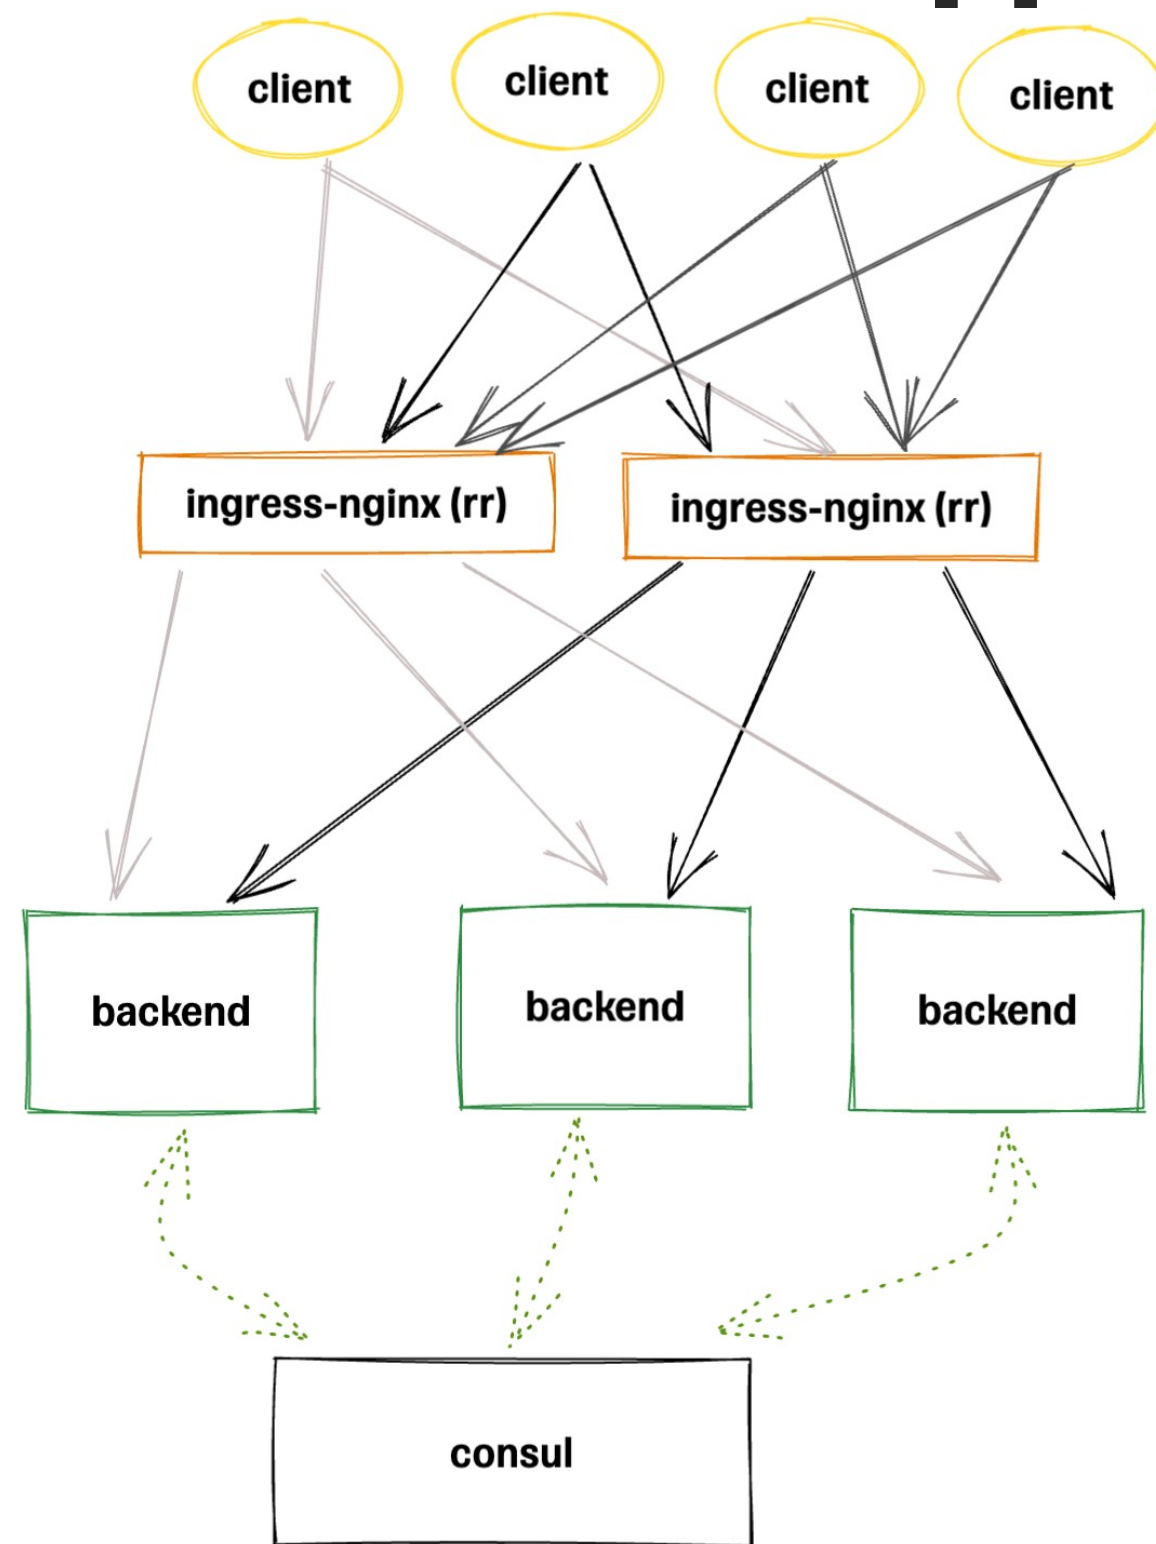 client
client
client
client
ingress-nginx (rr)
ingress-nginx (rr)
backend
backend
backend
consul